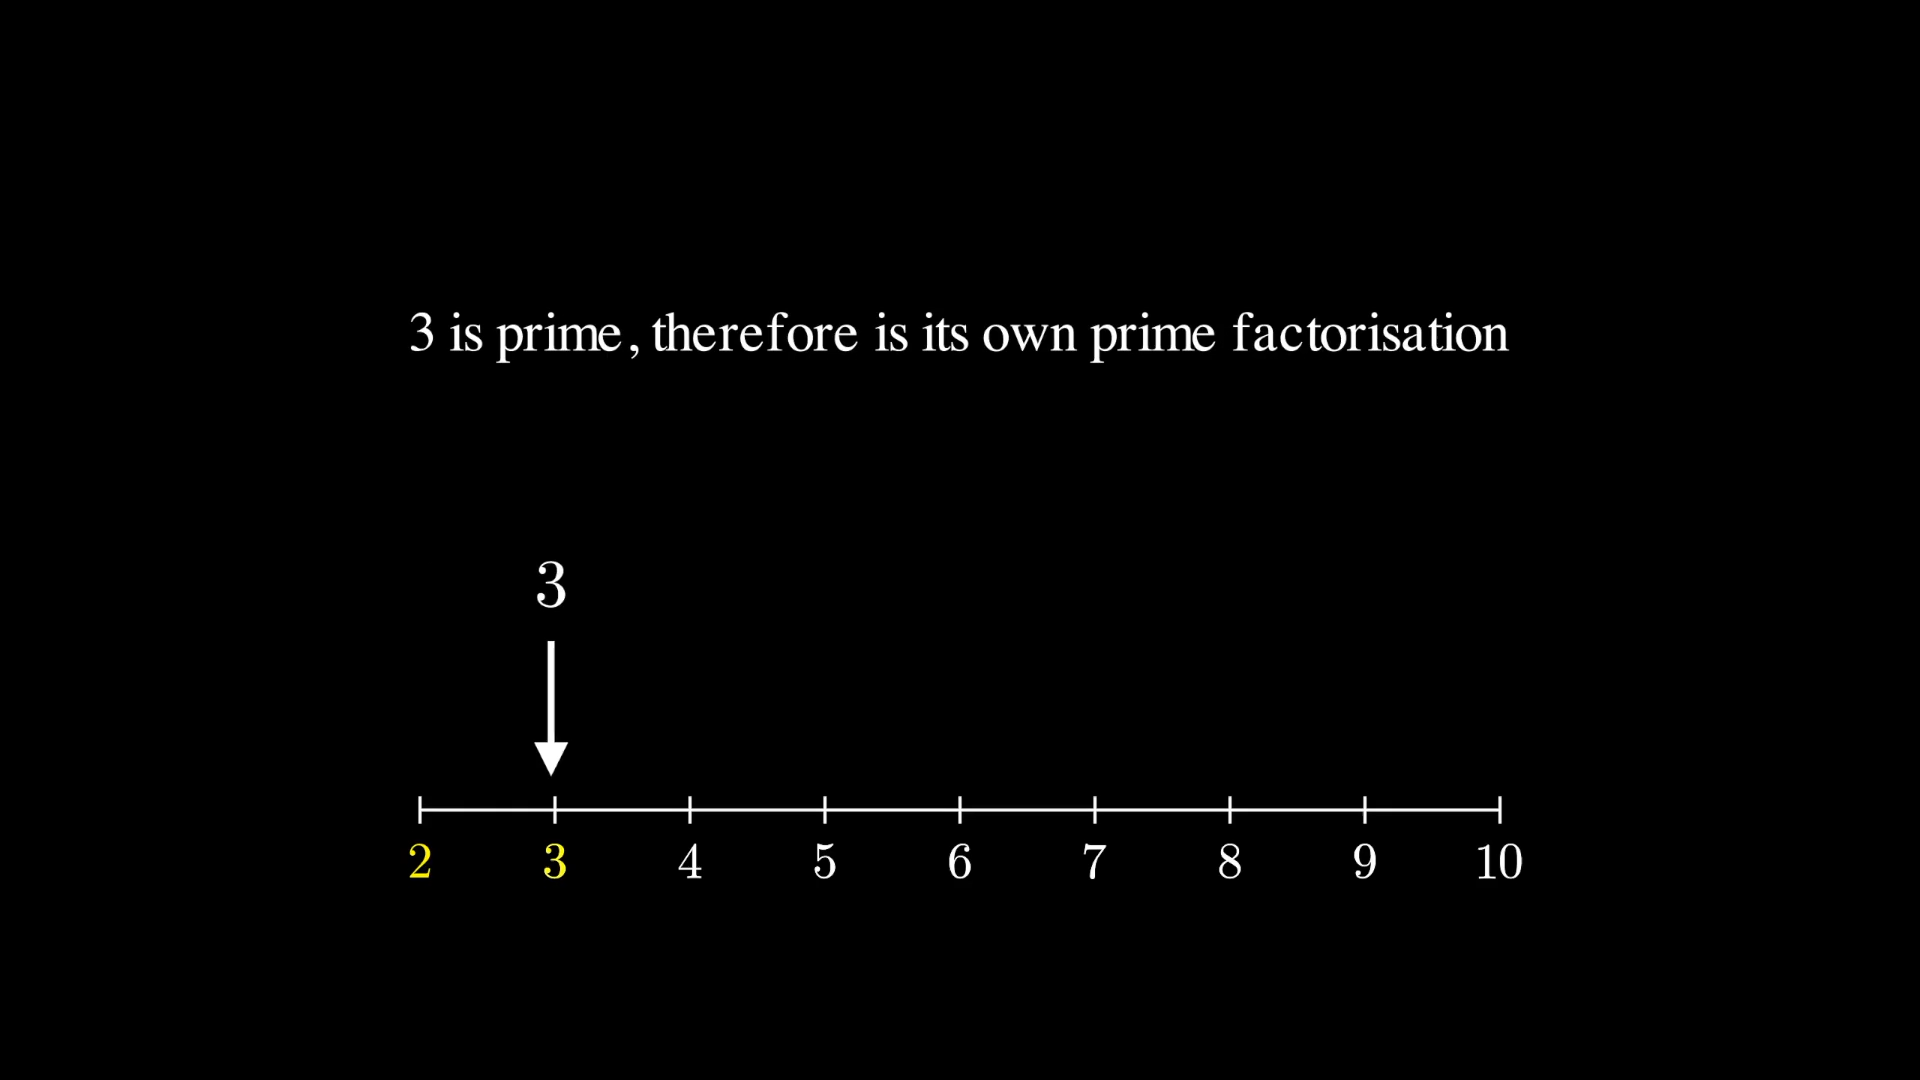 3 is prime, therefore is its own prime factorisation
3
2 3 4 5 6 7 8 9 10